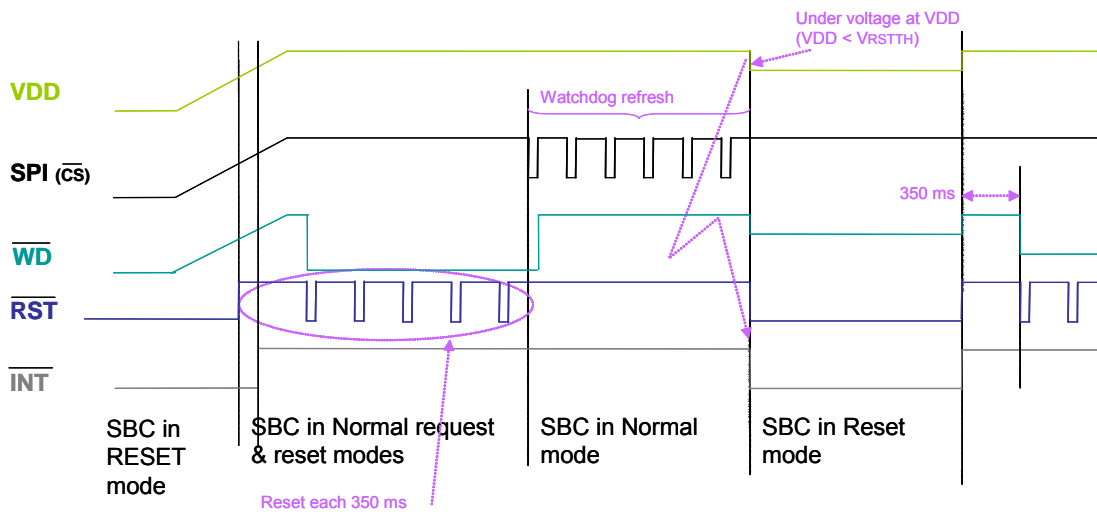 Under voltage at VDD
(VDD < VRSTTH)
VDD
Watchdog refresh
SPI (CS)
350 ms
WD
RST
INT
SBC in
RESET
mode
SBC in Normal request
& reset modes
SBC in Normal
mode
SBC in Reset
mode
Reset each 350 ms